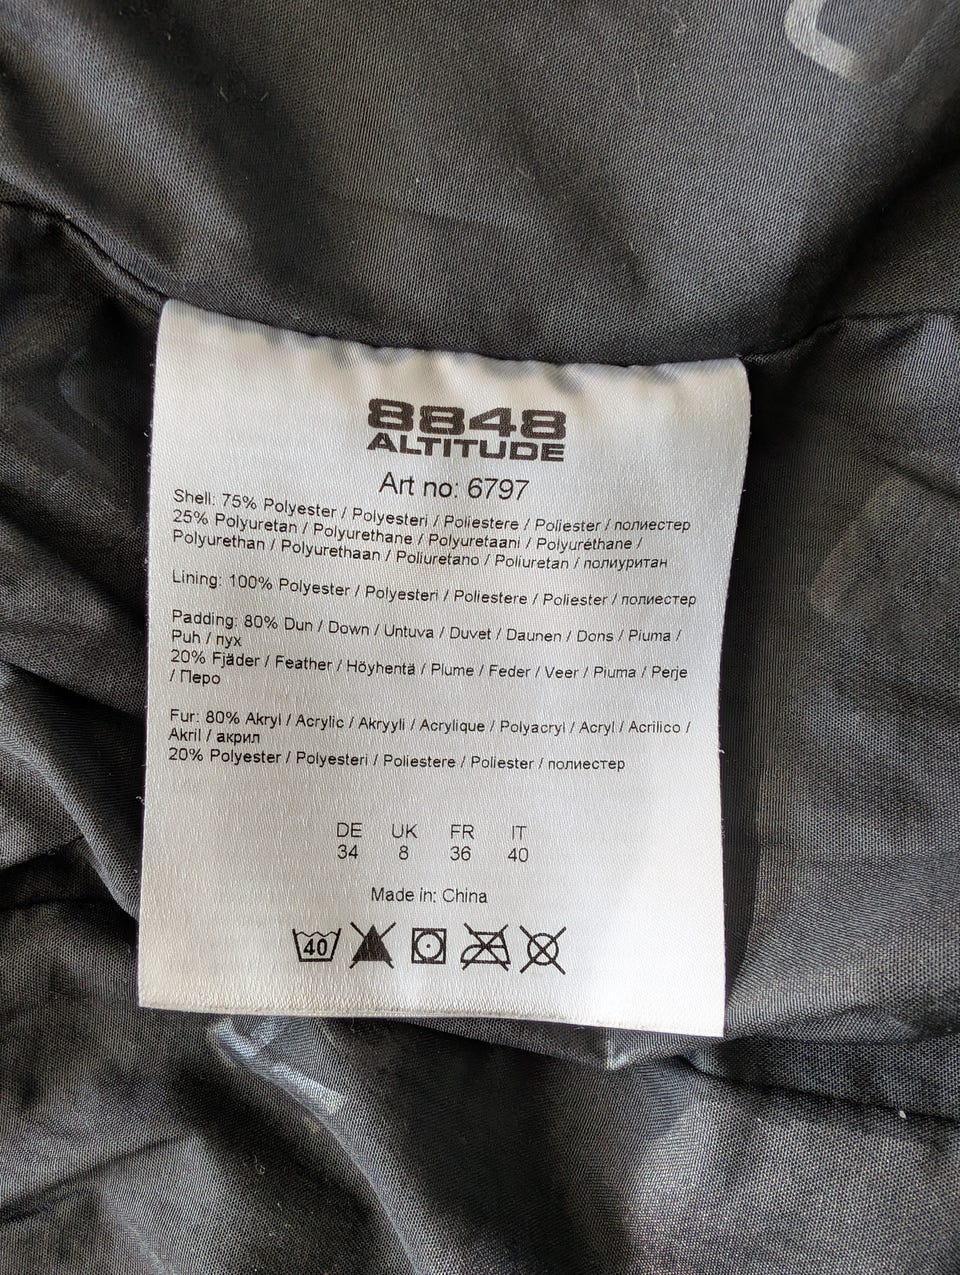 8848
ALTITUDE
Art no: 6797
Shell: 75% Polyester / Polyesteri / Poliestere / Poliester / полиестер
25% Polyuretan / Polyurethane / Polyuretaani / Polyuréthane /
Polyurethan / Polyurethaan / Poliuretano / Poliuretan / полиуритан
Lining: 100% Polyester / Polyesteri / Poliestere / Poliester / полиестер
Padding: 80% Dun / Down / Untuva / Duvet / Daunen / Dons / Piuma /
Puh / пух
20% Fjäder / Feather / Höyhentä / Plume / Feder / Veer / Piuma / Perje
/ Перо
Fur: 80% Akryl / Acrylic / Akryyli / Acrylique / Polyacryl / Acryl / Acrilico /
Akril / акрил
20% Polyester / Polyesteri / Poliestere / Poliester / полиестер
DE UK FR IT
34 8 36 40
Made in: China
40